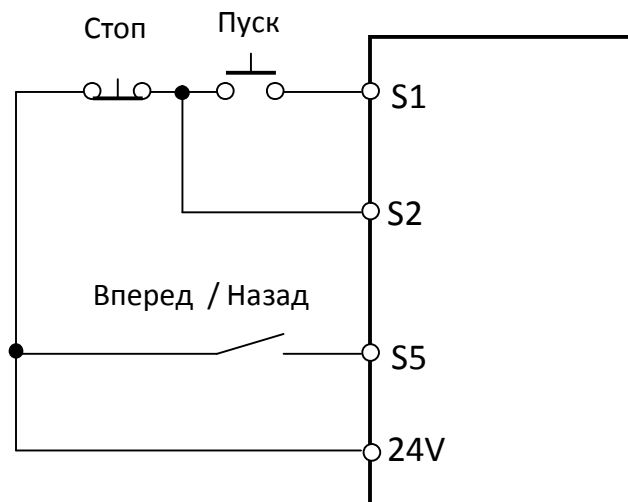 Стоп
Пуск
S1
S2
Вперед / Назад
S5
24V